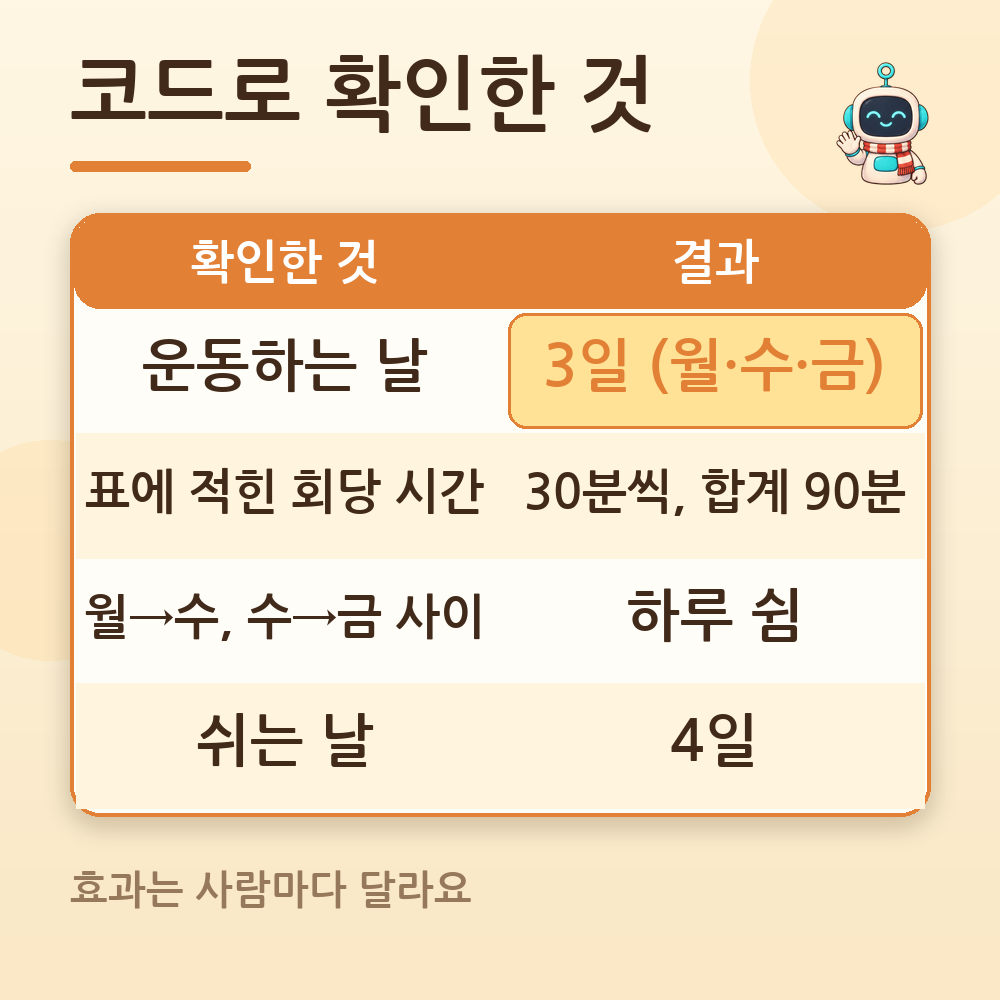 코드로 확인한 것
확인한 것 결과
운동하는 날 3일 (월·수·금)
표에 적힌 회당 시간 30분씩, 합계 90분
월→수, 수→금 사이 하루 쉼
쉬는 날 4일
효과는 사람마다 달라요